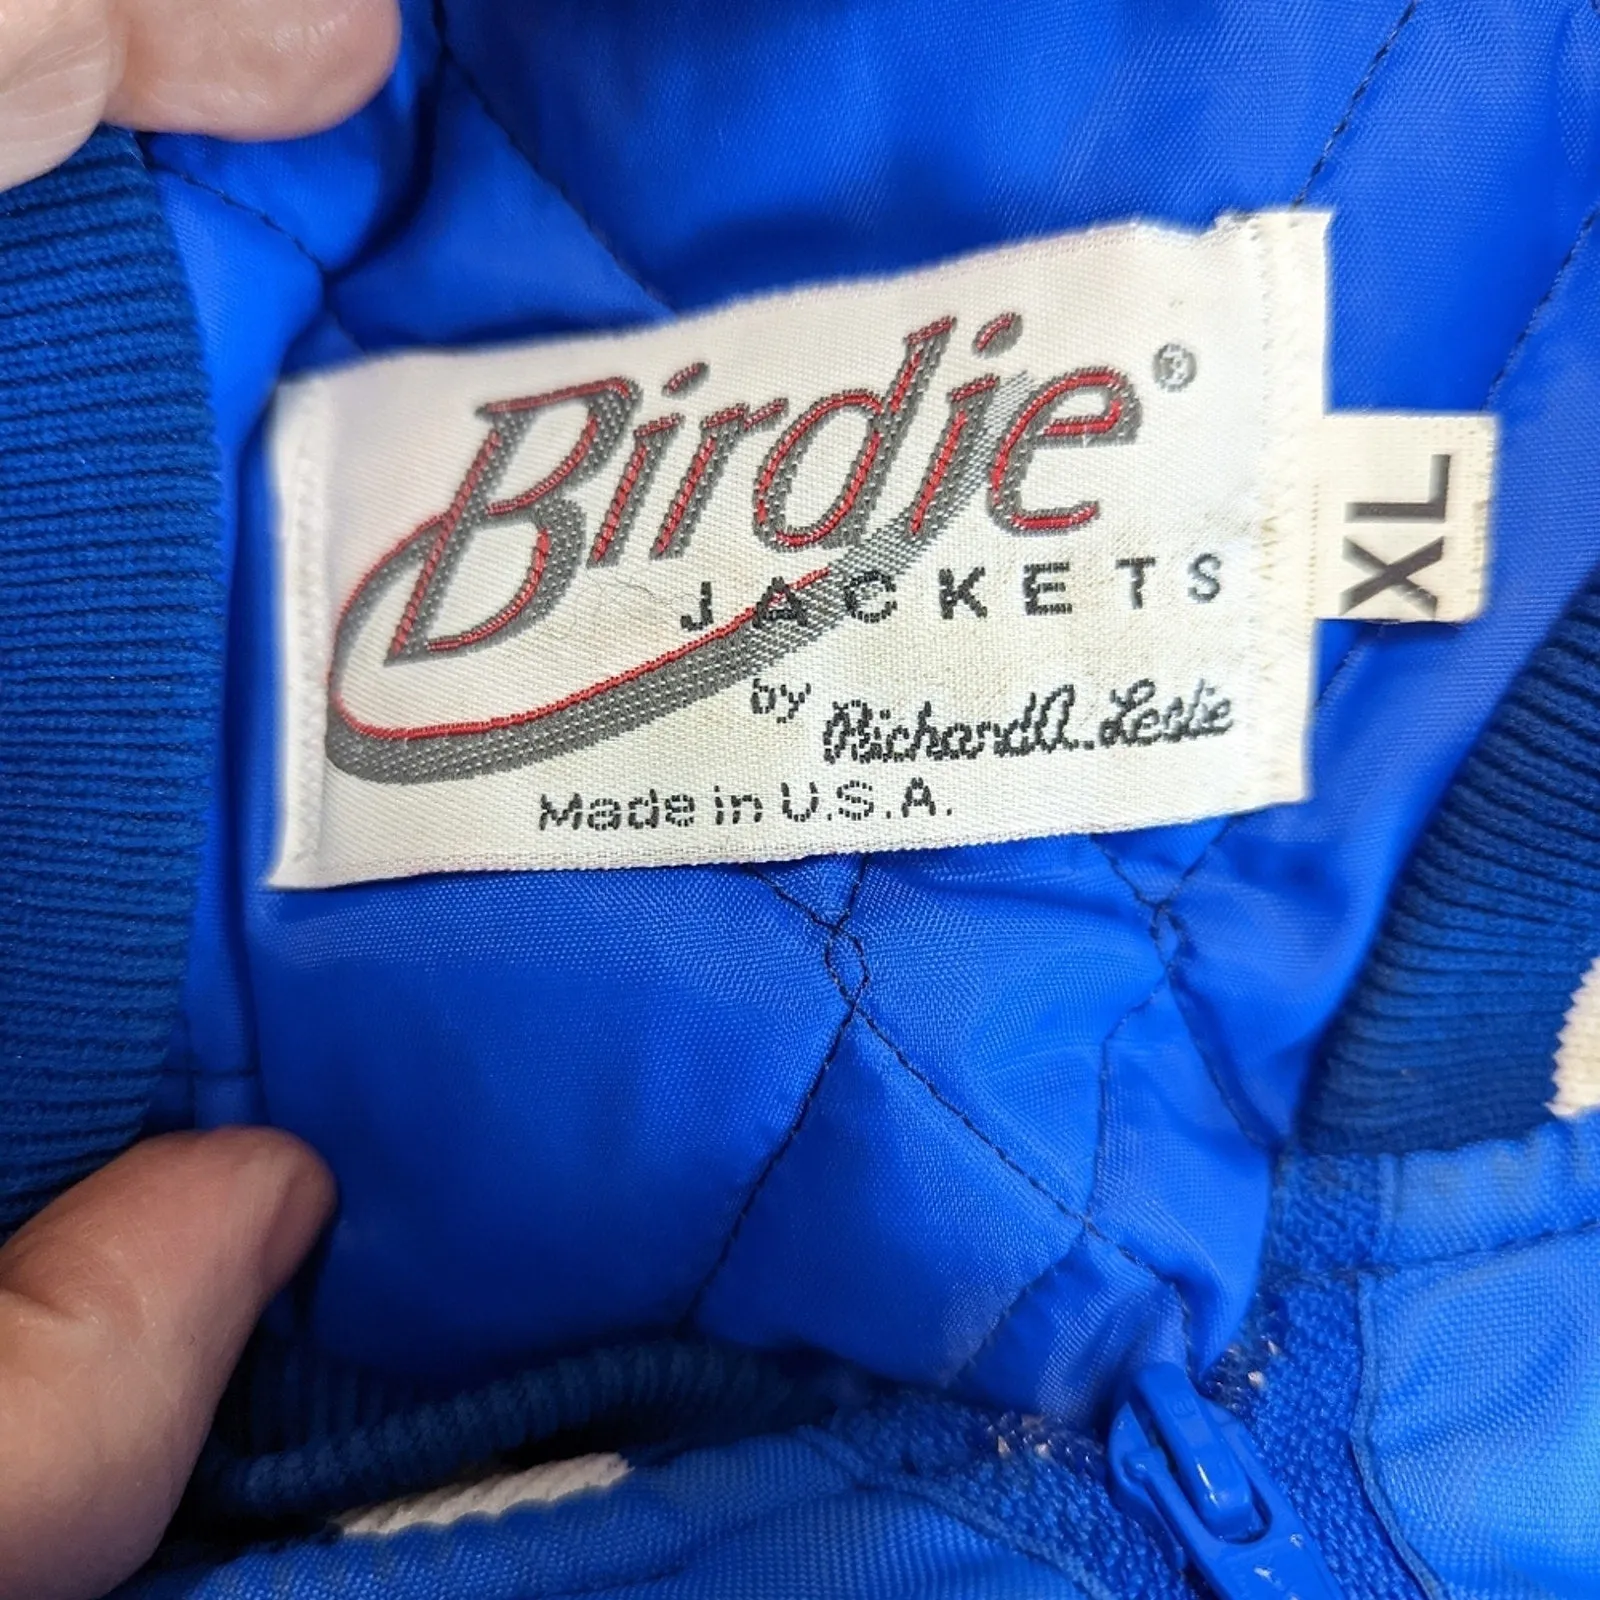 Birdie®
JACKETS
by Richard A. Leslie
Made in U.S.A.
XL